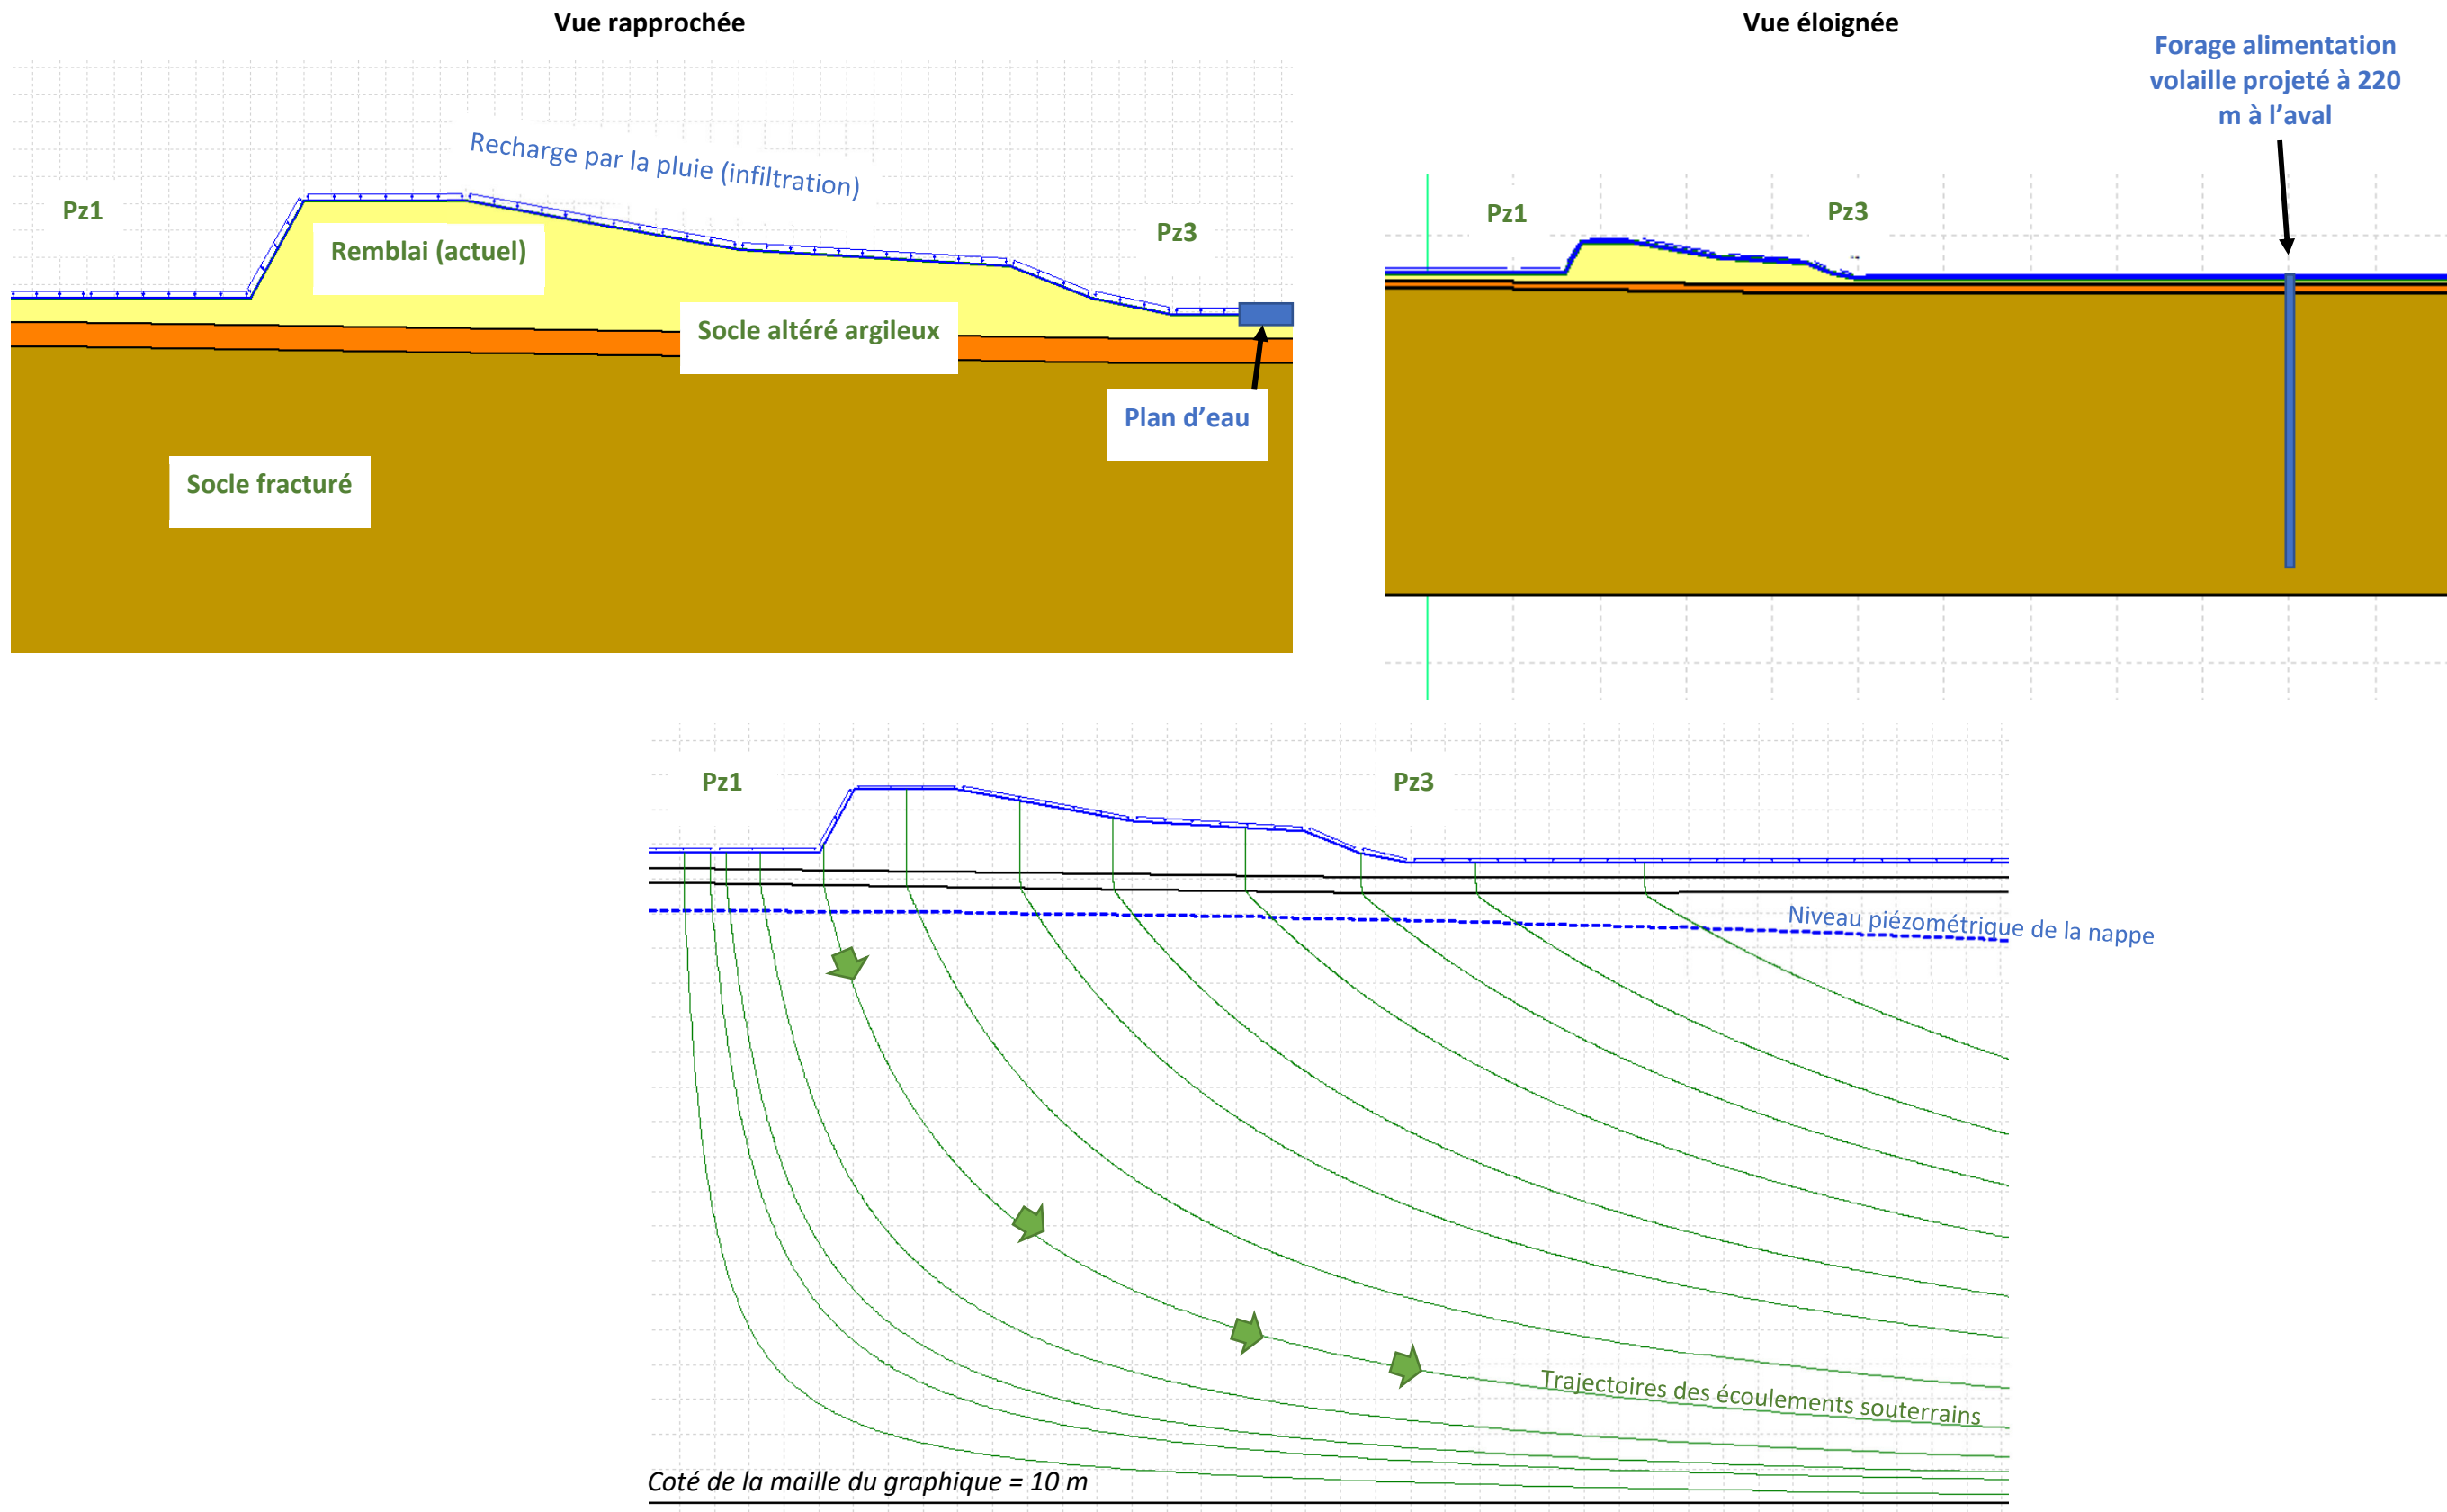 Vue rapprochée
Vue éloignée
Forage alimentation
volaille projeté à 220
m à l'aval
Recharge par la pluie (infiltration)
Pz1
Remblai (actuel)
Pz3
Socle altéré argileux
Plan d'eau
Socle fracturé
Pz1
Pz3
Pz1
Pz3
Niveau piézométrique de la nappe
Trajectoires des écoulements souterrains
Coté de la maille du graphique = 10 m